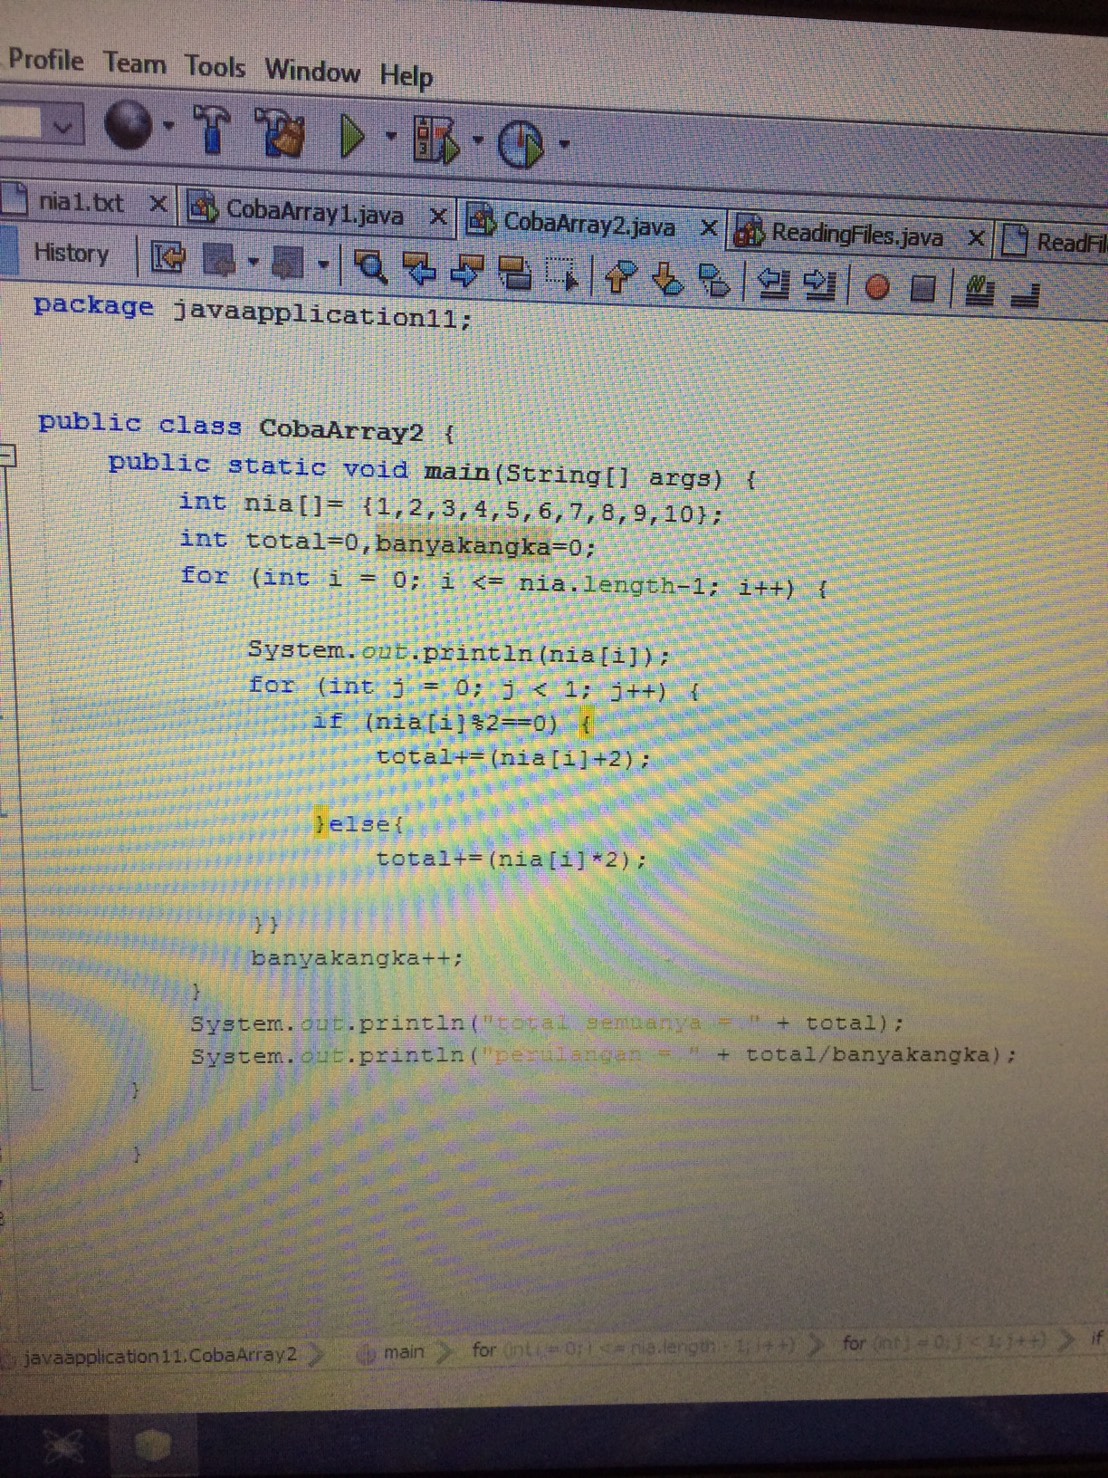 Profile Team Tools Window Help
nia1.txt CobaArray1.java CobaArray2.java ReadingFiles.java ReadFil
History
package javaapplication11;
public class CobaArray2 {
public static void main(String[] args) {
int nia[]= {1,2,3,4,5,6,7,8,9,10};
int total=0,banyakangka=0;
for (int i = 0; i <= nia.length-1; i++) {
System.out.println(nia[i]);
for (int j = 0; j < 1; j++) {
if (nia[i]%2==0) {
total+=(nia[i]+2);
}else{
total+=(nia[i]*2);
}}
banyakangka++;
}
System.out.println("total semuanya = " + total);
System.out.println("perulangan = " + total/banyakangka);
}
}
javaapplication11.CobaArray2 main for (int i = 0; i <= nia.length - 1; i++) for (int j = 0; j < 1; j++) if